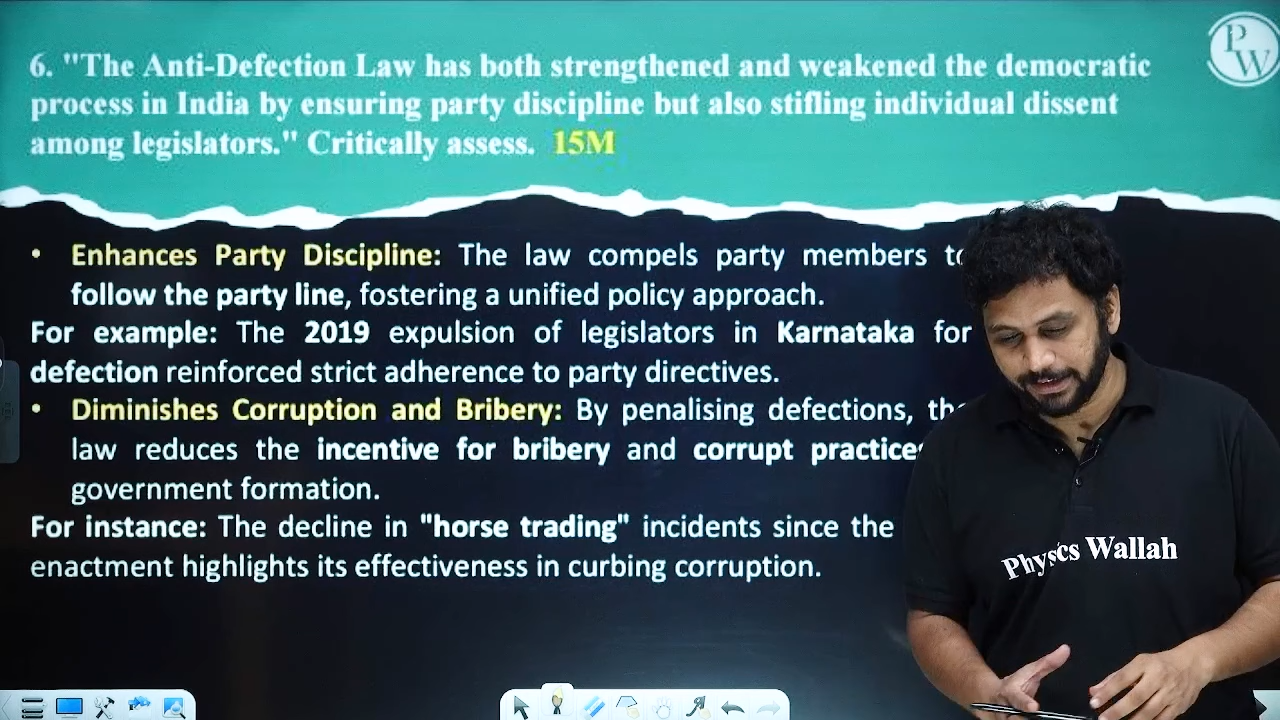 6. "The Anti-Defection Law has both strengthened and weakened the democratic
process in India by ensuring party discipline but also stifling individual dissent
among legislators." Critically assess. 15M
PW
• Enhances Party Discipline: The law compels party members to
follow the party line, fostering a unified policy approach.
For example: The 2019 expulsion of legislators in Karnataka for
defection reinforced strict adherence to party directives.
• Diminishes Corruption and Bribery: By penalising defections, the
law reduces the incentive for bribery and corrupt practices
government formation.
For instance: The decline in "horse trading" incidents since the
enactment highlights its effectiveness in curbing corruption.
Physics Wallah